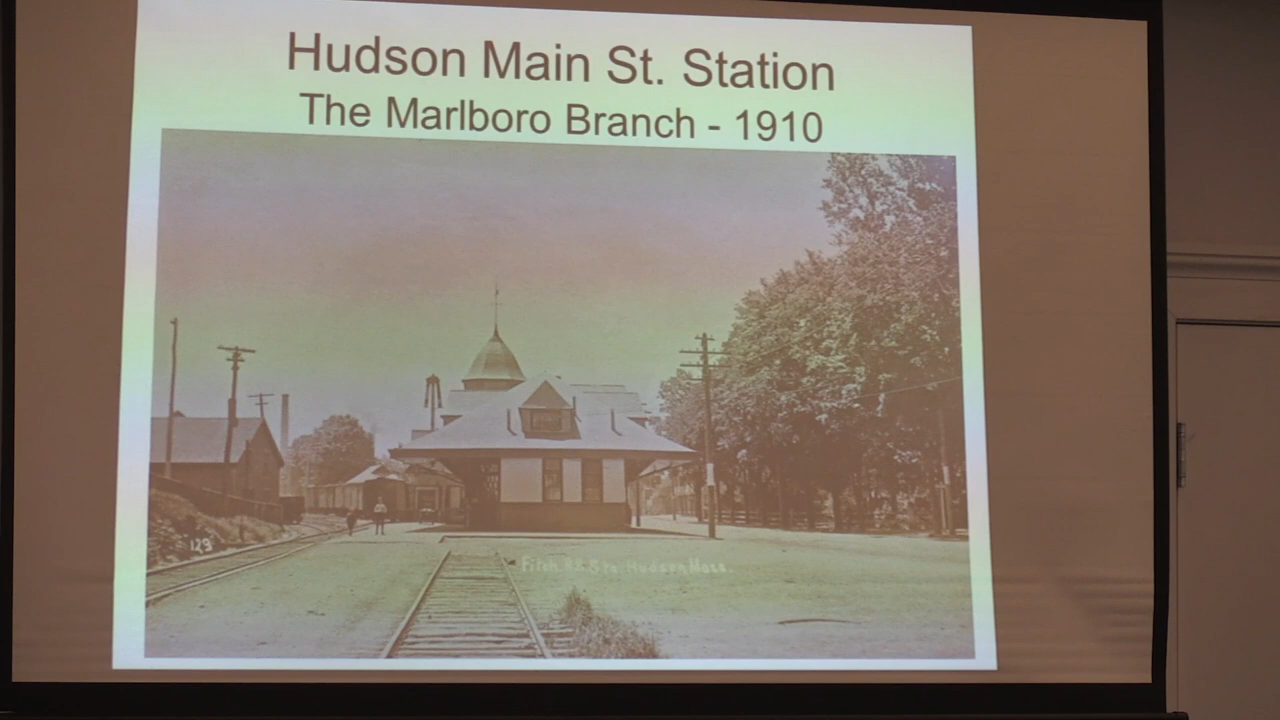 Hudson Main St. Station
The Marlboro Branch - 1910
123
Fitch. R.R. Sta. Hudson Mass.